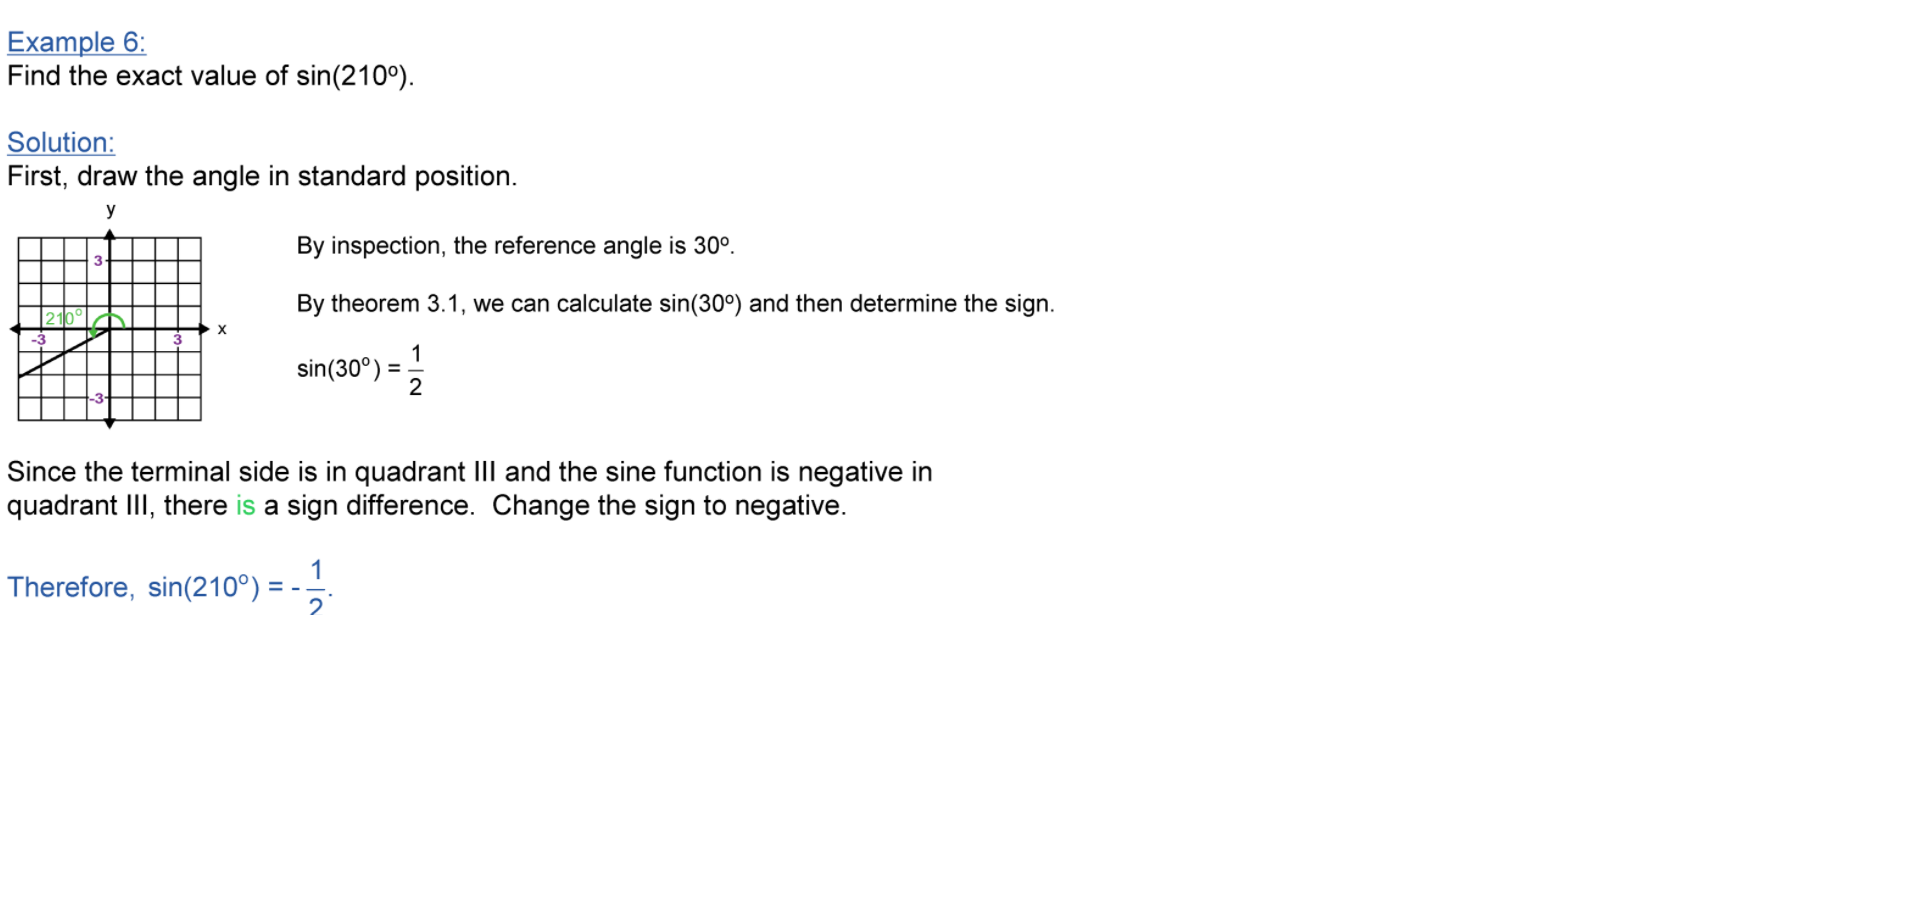 Example 6:
Find the exact value of sin(210º).
Solution:
First, draw the angle in standard position.
y
3
210°
x
-3
3
-3
By inspection, the reference angle is 30º.
By theorem 3.1, we can calculate sin(30º) and then determine the sign.
sin(30°) = 1/2
Since the terminal side is in quadrant III and the sine function is negative in
quadrant III, there is a sign difference.  Change the sign to negative.
Therefore, sin(210°) = - 1/2.